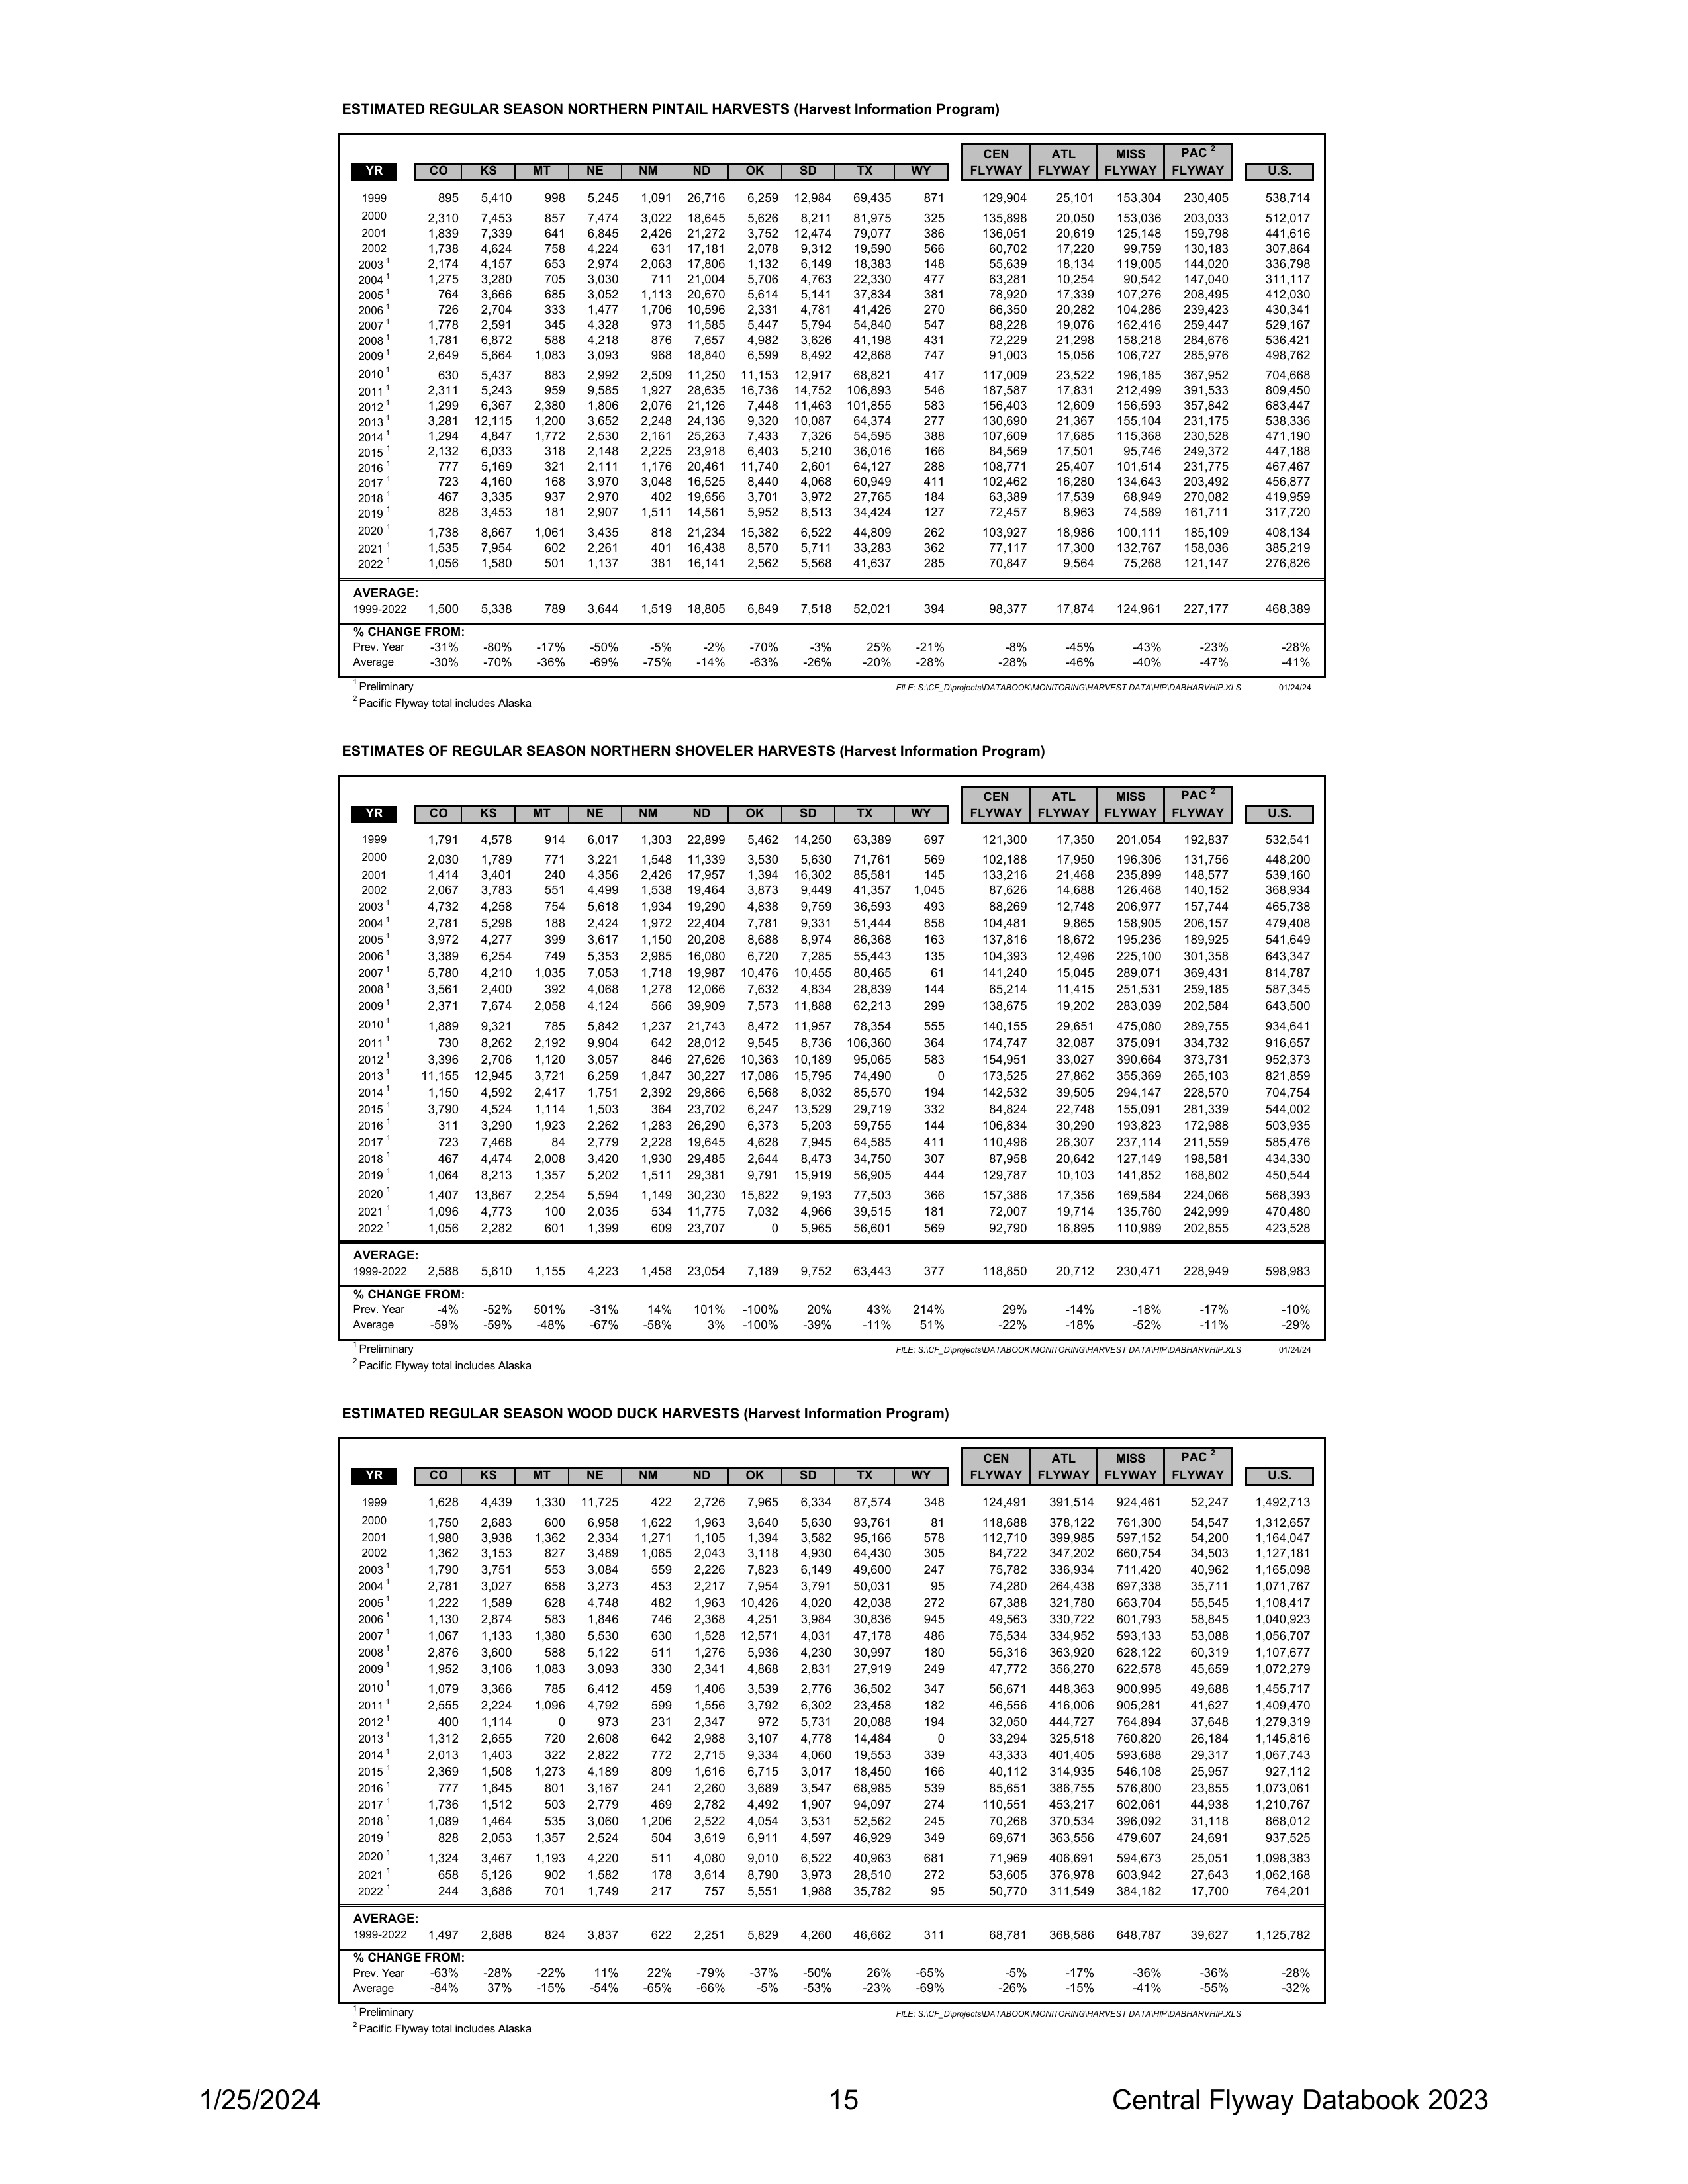 ESTIMATED REGULAR SEASON NORTHERN PINTAIL HARVESTS (Harvest Information Program)
CEN ATL MISS PAC 2
YR CO KS MT NE NM ND OK SD TX WY FLYWAY FLYWAY FLYWAY FLYWAY U.S.
1999 895 5,410 998 5,245 1,091 26,716 6,259 12,984 69,435 871 129,904 25,101 153,304 230,405 538,714
2000 2,310 7,453 857 7,474 3,022 18,645 5,626 8,211 81,975 325 135,898 20,050 153,036 203,033 512,017
2001 1,839 7,339 641 6,845 2,426 21,272 3,752 12,474 79,077 386 136,051 20,619 125,148 159,798 441,616
2002 1,738 4,624 758 4,224 631 17,181 2,078 9,312 19,590 566 60,702 17,220 99,759 130,183 307,864
2003 1 2,174 4,157 653 2,974 2,063 17,806 1,132 6,149 18,383 148 55,639 18,134 119,005 144,020 336,798
2004 1 1,275 3,280 705 3,030 711 21,004 5,706 4,763 22,330 477 63,281 10,254 90,542 147,040 311,117
2005 1 764 3,666 685 3,052 1,113 20,670 5,614 5,141 37,834 381 78,920 17,339 107,276 208,495 412,030
2006 1 726 2,704 333 1,477 1,706 10,596 2,331 4,781 41,426 270 66,350 20,282 104,286 239,423 430,341
2007 1 1,778 2,591 345 4,328 973 11,585 5,447 5,794 54,840 547 88,228 19,076 162,416 259,447 529,167
2008 1 1,781 6,872 588 4,218 876 7,657 4,982 3,626 41,198 431 72,229 21,298 158,218 284,676 536,421
2009 1 2,649 5,664 1,083 3,093 968 18,840 6,599 8,492 42,868 747 91,003 15,056 106,727 285,976 498,762
2010 1 630 5,437 883 2,992 2,509 11,250 11,153 12,917 68,821 417 117,009 23,522 196,185 367,952 704,668
2011 1 2,311 5,243 959 9,585 1,927 28,635 16,736 14,752 106,893 546 187,587 17,831 212,499 391,533 809,450
2012 1 1,299 6,367 2,380 1,806 2,076 21,126 7,448 11,463 101,855 583 156,403 12,609 156,593 357,842 683,447
2013 1 3,281 12,115 1,200 3,652 2,248 24,136 9,320 10,087 64,374 277 130,690 21,367 155,104 231,175 538,336
2014 1 1,294 4,847 1,772 2,530 2,161 25,263 7,433 7,326 54,595 388 107,609 17,685 115,368 230,528 471,190
2015 1 2,132 6,033 318 2,148 2,225 23,918 6,403 5,210 36,016 166 84,569 17,501 95,746 249,372 447,188
2016 1 777 5,169 321 2,111 1,176 20,461 11,740 2,601 64,127 288 108,771 25,407 101,514 231,775 467,467
2017 1 723 4,160 168 3,970 3,048 16,525 8,440 4,068 60,949 411 102,462 16,280 134,643 203,492 456,877
2018 1 467 3,335 937 2,970 402 19,656 3,701 3,972 27,765 184 63,389 17,539 68,949 270,082 419,959
2019 1 828 3,453 181 2,907 1,511 14,561 5,952 8,513 34,424 127 72,457 8,963 74,589 161,711 317,720
2020 1 1,738 8,667 1,061 3,435 818 21,234 15,382 6,522 44,809 262 103,927 18,986 100,111 185,109 408,134
2021 1 1,535 7,954 602 2,261 401 16,438 8,570 5,711 33,283 362 77,117 17,300 132,767 158,036 385,219
2022 1 1,056 1,580 501 1,137 381 16,141 2,562 5,568 41,637 285 70,847 9,564 75,268 121,147 276,826
AVERAGE:
1999-2022 1,500 5,338 789 3,644 1,519 18,805 6,849 7,518 52,021 394 98,377 17,874 124,961 227,177 468,389
% CHANGE FROM:
Prev. Year -31% -80% -17% -50% -5% -2% -70% -3% 25% -21% -8% -45% -43% -23% -28%
Average -30% -70% -36% -69% -75% -14% -63% -26% -20% -28% -28% -46% -40% -47% -41%
1 Preliminary FILE: S:\CF_D\projects\DATABOOK\MONITORING\HARVEST DATA\HIP\DABHARVHIP.XLS 01/24/24
2 Pacific Flyway total includes Alaska
ESTIMATES OF REGULAR SEASON NORTHERN SHOVELER HARVESTS (Harvest Information Program)
CEN ATL MISS PAC 2
YR CO KS MT NE NM ND OK SD TX WY FLYWAY FLYWAY FLYWAY FLYWAY U.S.
1999 1,791 4,578 914 6,017 1,303 22,899 5,462 14,250 63,389 697 121,300 17,350 201,054 192,837 532,541
2000 2,030 1,789 771 3,221 1,548 11,339 3,530 5,630 71,761 569 102,188 17,950 196,306 131,756 448,200
2001 1,414 3,401 240 4,356 2,426 17,957 1,394 16,302 85,581 145 133,216 21,468 235,899 148,577 539,160
2002 2,067 3,783 551 4,499 1,538 19,464 3,873 9,449 41,357 1,045 87,626 14,688 126,468 140,152 368,934
2003 1 4,732 4,258 754 5,618 1,934 19,290 4,838 9,759 36,593 493 88,269 12,748 206,977 157,744 465,738
2004 1 2,781 5,298 188 2,424 1,972 22,404 7,781 9,331 51,444 858 104,481 9,865 158,905 206,157 479,408
2005 1 3,972 4,277 399 3,617 1,150 20,208 8,688 8,974 86,368 163 137,816 18,672 195,236 189,925 541,649
2006 1 3,389 6,254 749 5,353 2,985 16,080 6,720 7,285 55,443 135 104,393 12,496 225,100 301,358 643,347
2007 1 5,780 4,210 1,035 7,053 1,718 19,987 10,476 10,455 80,465 61 141,240 15,045 289,071 369,431 814,787
2008 1 3,561 2,400 392 4,068 1,278 12,066 7,632 4,834 28,839 144 65,214 11,415 251,531 259,185 587,345
2009 1 2,371 7,674 2,058 4,124 566 39,909 7,573 11,888 62,213 299 138,675 19,202 283,039 202,584 643,500
2010 1 1,889 9,321 785 5,842 1,237 21,743 8,472 11,957 78,354 555 140,155 29,651 475,080 289,755 934,641
2011 1 730 8,262 2,192 9,904 642 28,012 9,545 8,736 106,360 364 174,747 32,087 375,091 334,732 916,657
2012 1 3,396 2,706 1,120 3,057 846 27,626 10,363 10,189 95,065 583 154,951 33,027 390,664 373,731 952,373
2013 1 11,155 12,945 3,721 6,259 1,847 30,227 17,086 15,795 74,490 0 173,525 27,862 355,369 265,103 821,859
2014 1 1,150 4,592 2,417 1,751 2,392 29,866 6,568 8,032 85,570 194 142,532 39,505 294,147 228,570 704,754
2015 1 3,790 4,524 1,114 1,503 364 23,702 6,247 13,529 29,719 332 84,824 22,748 155,091 281,339 544,002
2016 1 311 3,290 1,923 2,262 1,283 26,290 6,373 5,203 59,755 144 106,834 30,290 193,823 172,988 503,935
2017 1 723 7,468 84 2,779 2,228 19,645 4,628 7,945 64,585 411 110,496 26,307 237,114 211,559 585,476
2018 1 467 4,474 2,008 3,420 1,930 29,485 2,644 8,473 34,750 307 87,958 20,642 127,149 198,581 434,330
2019 1 1,064 8,213 1,357 5,202 1,511 29,381 9,791 15,919 56,905 444 129,787 10,103 141,852 168,802 450,544
2020 1 1,407 13,867 2,254 5,594 1,149 30,230 15,822 9,193 77,503 366 157,386 17,356 169,584 224,066 568,393
2021 1 1,096 4,773 100 2,035 534 11,775 7,032 4,966 39,515 181 72,007 19,714 135,760 242,999 470,480
2022 1 1,056 2,282 601 1,399 609 23,707 0 5,965 56,601 569 92,790 16,895 110,989 202,855 423,528
AVERAGE:
1999-2022 2,588 5,610 1,155 4,223 1,458 23,054 7,189 9,752 63,443 377 118,850 20,712 230,471 228,949 598,983
% CHANGE FROM:
Prev. Year -4% -52% 501% -31% 14% 101% -100% 20% 43% 214% 29% -14% -18% -17% -10%
Average -59% -59% -48% -67% -58% 3% -100% -39% -11% 51% -22% -18% -52% -11% -29%
1 Preliminary FILE: S:\CF_D\projects\DATABOOK\MONITORING\HARVEST DATA\HIP\DABHARVHIP.XLS 01/24/24
2 Pacific Flyway total includes Alaska
ESTIMATED REGULAR SEASON WOOD DUCK HARVESTS (Harvest Information Program)
CEN ATL MISS PAC 2
YR CO KS MT NE NM ND OK SD TX WY FLYWAY FLYWAY FLYWAY FLYWAY U.S.
1999 1,628 4,439 1,330 11,725 422 2,726 7,965 6,334 87,574 348 124,491 391,514 924,461 52,247 1,492,713
2000 1,750 2,683 600 6,958 1,622 1,963 3,640 5,630 93,761 81 118,688 378,122 761,300 54,547 1,312,657
2001 1,980 3,938 1,362 2,334 1,271 1,105 1,394 3,582 95,166 578 112,710 399,985 597,152 54,200 1,164,047
2002 1,362 3,153 827 3,489 1,065 2,043 3,118 4,930 64,430 305 84,722 347,202 660,754 34,503 1,127,181
2003 1 1,790 3,751 553 3,084 559 2,226 7,823 6,149 49,600 247 75,782 336,934 711,420 40,962 1,165,098
2004 1 2,781 3,027 658 3,273 453 2,217 7,954 3,791 50,031 95 74,280 264,438 697,338 35,711 1,071,767
2005 1 1,222 1,589 628 4,748 482 1,963 10,426 4,020 42,038 272 67,388 321,780 663,704 55,545 1,108,417
2006 1 1,130 2,874 583 1,846 746 2,368 4,251 3,984 30,836 945 49,563 330,722 601,793 58,845 1,040,923
2007 1 1,067 1,133 1,380 5,530 630 1,528 12,571 4,031 47,178 486 75,534 334,952 593,133 53,088 1,056,707
2008 1 2,876 3,600 588 5,122 511 1,276 5,936 4,230 30,997 180 55,316 363,920 628,122 60,319 1,107,677
2009 1 1,952 3,106 1,083 3,093 330 2,341 4,868 2,831 27,919 249 47,772 356,270 622,578 45,659 1,072,279
2010 1 1,079 3,366 785 6,412 459 1,406 3,539 2,776 36,502 347 56,671 448,363 900,995 49,688 1,455,717
2011 1 2,555 2,224 1,096 4,792 599 1,556 3,792 6,302 23,458 182 46,556 416,006 905,281 41,627 1,409,470
2012 1 400 1,114 0 973 231 2,347 972 5,731 20,088 194 32,050 444,727 764,894 37,648 1,279,319
2013 1 1,312 2,655 720 2,608 642 2,988 3,107 4,778 14,484 0 33,294 325,518 760,820 26,184 1,145,816
2014 1 2,013 1,403 322 2,822 772 2,715 9,334 4,060 19,553 339 43,333 401,405 593,688 29,317 1,067,743
2015 1 2,369 1,508 1,273 4,189 809 1,616 6,715 3,017 18,450 166 40,112 314,935 546,108 25,957 927,112
2016 1 777 1,645 801 3,167 241 2,260 3,689 3,547 68,985 539 85,651 386,755 576,800 23,855 1,073,061
2017 1 1,736 1,512 503 2,779 469 2,782 4,492 1,907 94,097 274 110,551 453,217 602,061 44,938 1,210,767
2018 1 1,089 1,464 535 3,060 1,206 2,522 4,054 3,531 52,562 245 70,268 370,534 396,092 31,118 868,012
2019 1 828 2,053 1,357 2,524 504 3,619 6,911 4,597 46,929 349 69,671 363,556 479,607 24,691 937,525
2020 1 1,324 3,467 1,193 4,220 511 4,080 9,010 6,522 40,963 681 71,969 406,691 594,673 25,051 1,098,383
2021 1 658 5,126 902 1,582 178 3,614 8,790 3,973 28,510 272 53,605 376,978 603,942 27,643 1,062,168
2022 1 244 3,686 701 1,749 217 757 5,551 1,988 35,782 95 50,770 311,549 384,182 17,700 764,201
AVERAGE:
1999-2022 1,497 2,688 824 3,837 622 2,251 5,829 4,260 46,662 311 68,781 368,586 648,787 39,627 1,125,782
% CHANGE FROM:
Prev. Year -63% -28% -22% 11% 22% -79% -37% -50% 26% -65% -5% -17% -36% -36% -28%
Average -84% 37% -15% -54% -65% -66% -5% -53% -23% -69% -26% -15% -41% -55% -32%
1 Preliminary FILE: S:\CF_D\projects\DATABOOK\MONITORING\HARVEST DATA\HIP\DABHARVHIP.XLS
2 Pacific Flyway total includes Alaska
1/25/2024 15 Central Flyway Databook 2023